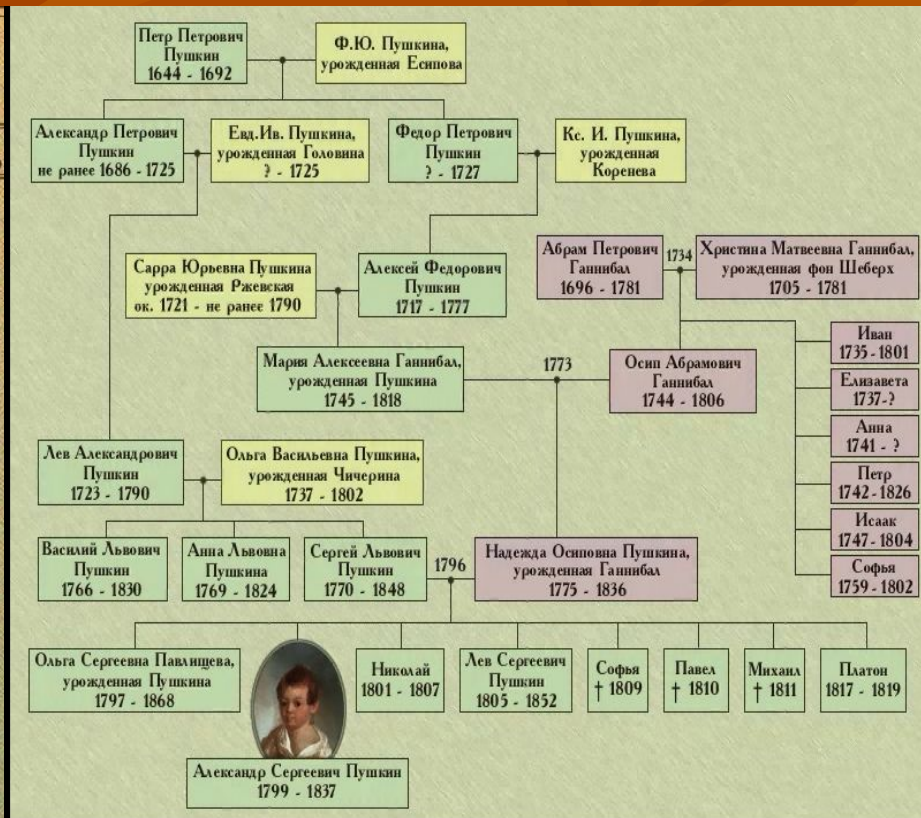 Петр Петрович
Пушкин
1644 - 1692
Ф.Ю. Пушкина,
урожденная Есипова
Александр Петрович
Пушкин
не ранее 1686 - 1725
Евд.Ив. Пушкина,
урожденная Головина
? - 1725
Федор Петрович
Пушкин
? - 1727
Кс. И. Пушкина,
урожденная
Коренева
Сарра Юрьевна Пушкина
урожденная Ржевская
ок. 1721 - не ранее 1790
Алексей Федорович
Пушкин
1717 - 1777
Абрам Петрович
Ганнибал
1696 - 1781
1734
Христина Матвеевна Ганнибал,
урожденная фон Шеберх
1705 - 1781
Мария Алексеевна Ганнибал,
урожденная Пушкина
1745 - 1818
1773
Осип Абрамович
Ганнибал
1744 - 1806
Иван
1735-1801
Елизавета
1737-?
Анна
1741 - ?
Петр
1742-1826
Исаак
1747-1804
Софья
1759-1802
Лев Александрович
Пушкин
1723 - 1790
Ольга Васильевна Пушкина,
урожденная Чичерина
1737 - 1802
Василий Львович
Пушкин
1766 - 1830
Анна Львовна
Пушкина
1769 - 1824
Сергей Львович
Пушкин
1770 - 1848
1796
Надежда Осиповна Пушкина,
урожденная Ганнибал
1775 - 1836
Ольга Сергеевна Павлищева,
урожденная Пушкина
1797 - 1868
Александр Сергеевич Пушкин
1799 - 1837
Николай
1801 - 1807
Лев Сергеевич
Пушкин
1805 - 1852
Софья
† 1809
Павел
† 1810
Михаил
† 1811
Платон
1817 - 1819